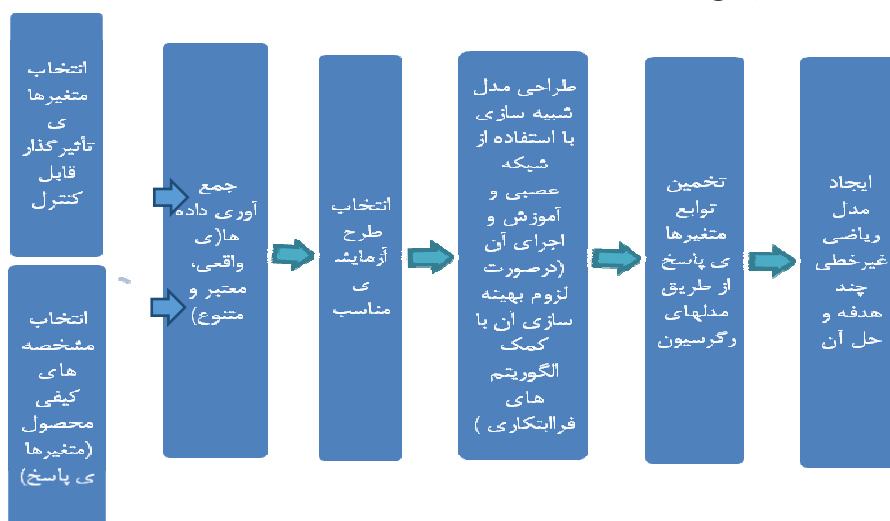 انتخاب
متغیرها
ی
تأثیرگذار
قابل
کنترل
انتخاب
مشخصه
های
کیفی
محصول
(متغیرها
ی پاسخ)
جمع
آوری داده
ها(ی
واقعی،
معتبر و
متنوع)
انتخاب
طرح
آزمایش
ی
مناسب
طراحی مدل
شبیه سازی
با استفاده از
شبکه
عصبی و
آموزش و
اجرای آن
(درصورت
لزوم بهینه
سازی آن با
کمک
الگوریتم
های
فراابتکاری )
تخمین
توابع
متغیرها
ی پاسخ
از طریق
مدلهای
رگرسیون
ایجاد
مدل
ریاضی
غیرخطی
چند
هدفه و
حل آن